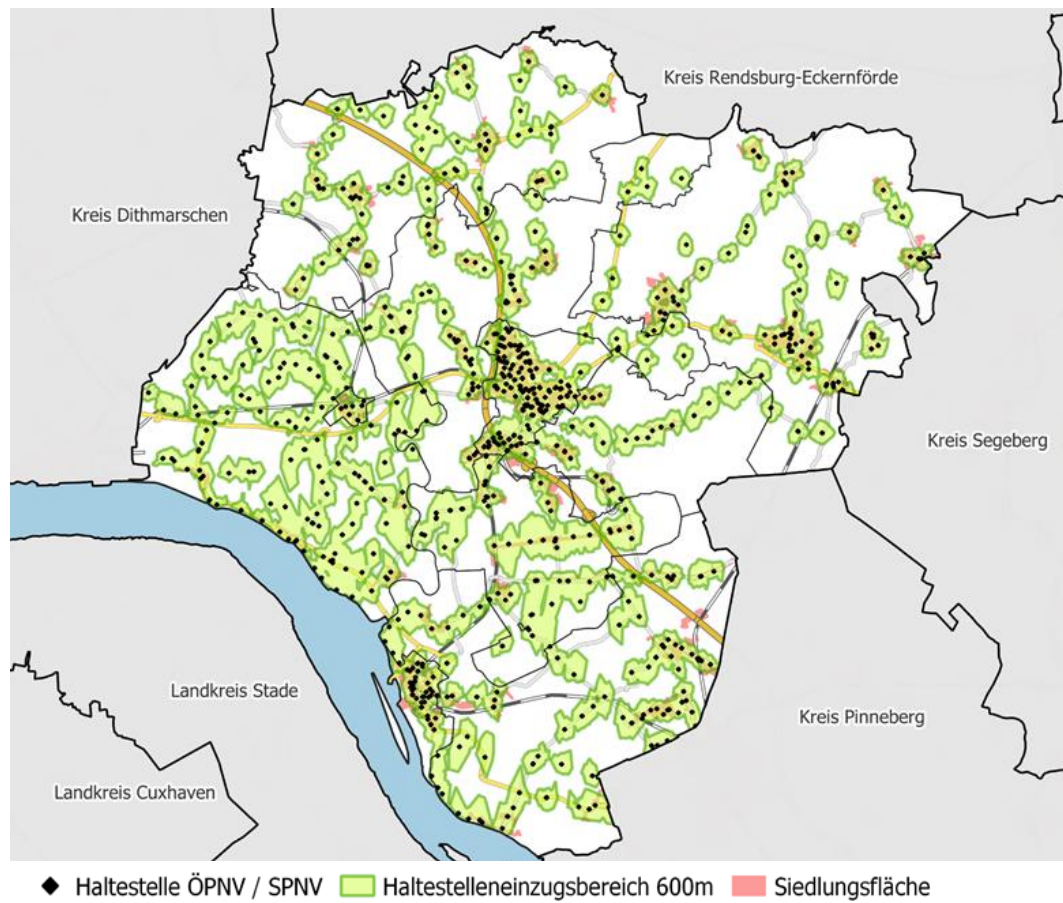 Kreis Rendsburg-Eckernförde
Kreis Dithmarschen
Kreis Segeberg
Landkreis Stade
Kreis Pinneberg
Landkreis Cuxhaven
Haltestelle ÖPNV / SPNV
Haltestelleneinzugsbereich 600m
Siedlungsfläche